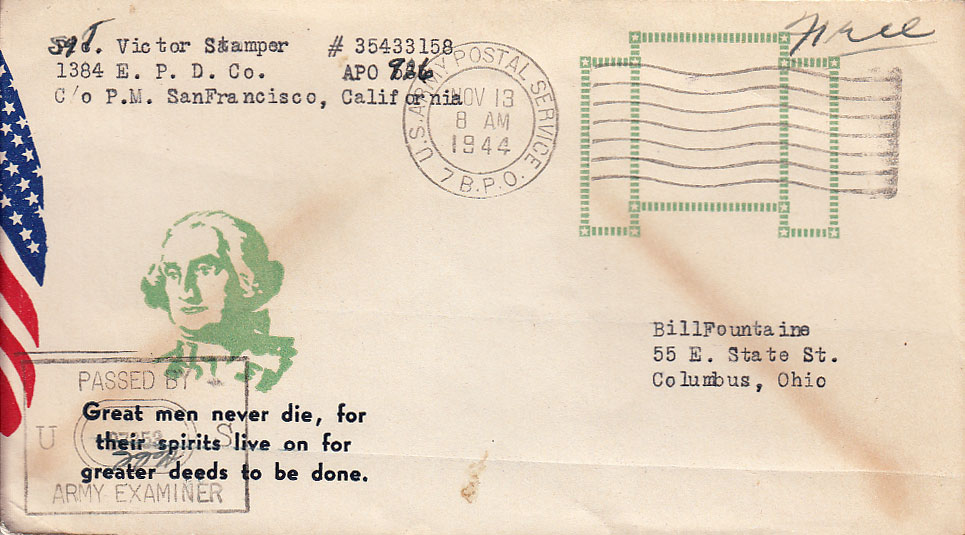 Sgt. Victor Stamper # 35433158
1384 E. P. D. Co. APO
C/o P.M. SanFrancisco, California
Free
U.S. ARMY POSTAL SERVICE
NOV 13
8 AM
1944
7 B.P.O.
BillFountaine
55 E. State St.
Columbus, Ohio
PASSED BY
U S
ARMY EXAMINER
Great men never die, for
their spirits live on for
greater deeds to be done.